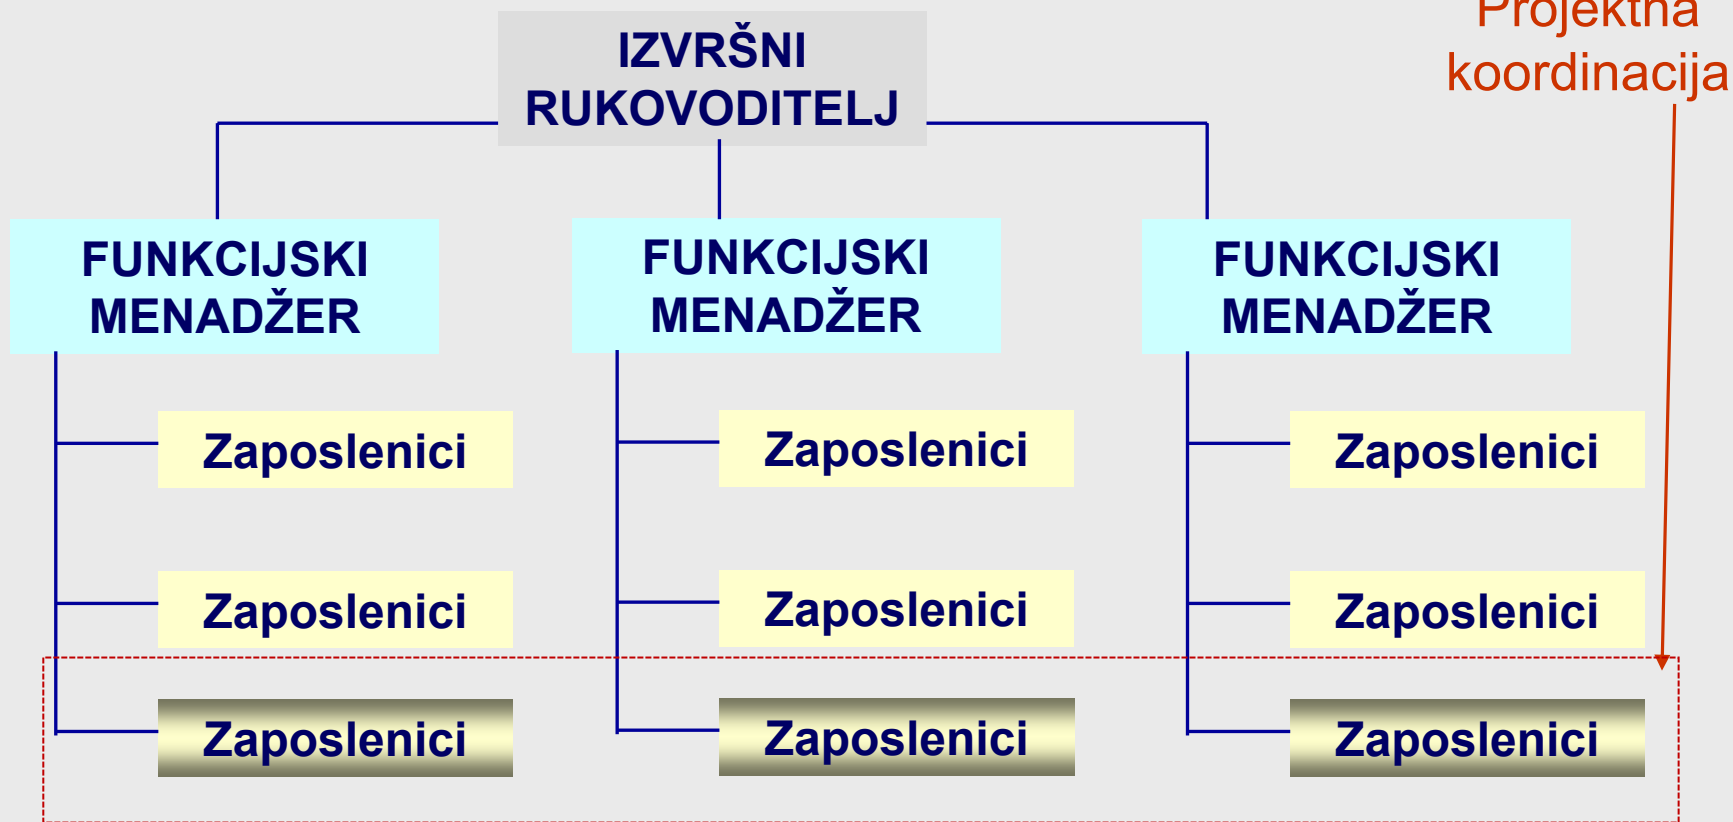 Projektna
koordinacija
IZVRŠNI
RUKOVODITELJ
FUNKCIJSKI
MENADŽER
FUNKCIJSKI
MENADŽER
FUNKCIJSKI
MENADŽER
Zaposlenici
Zaposlenici
Zaposlenici
Zaposlenici
Zaposlenici
Zaposlenici
Zaposlenici
Zaposlenici
Zaposlenici